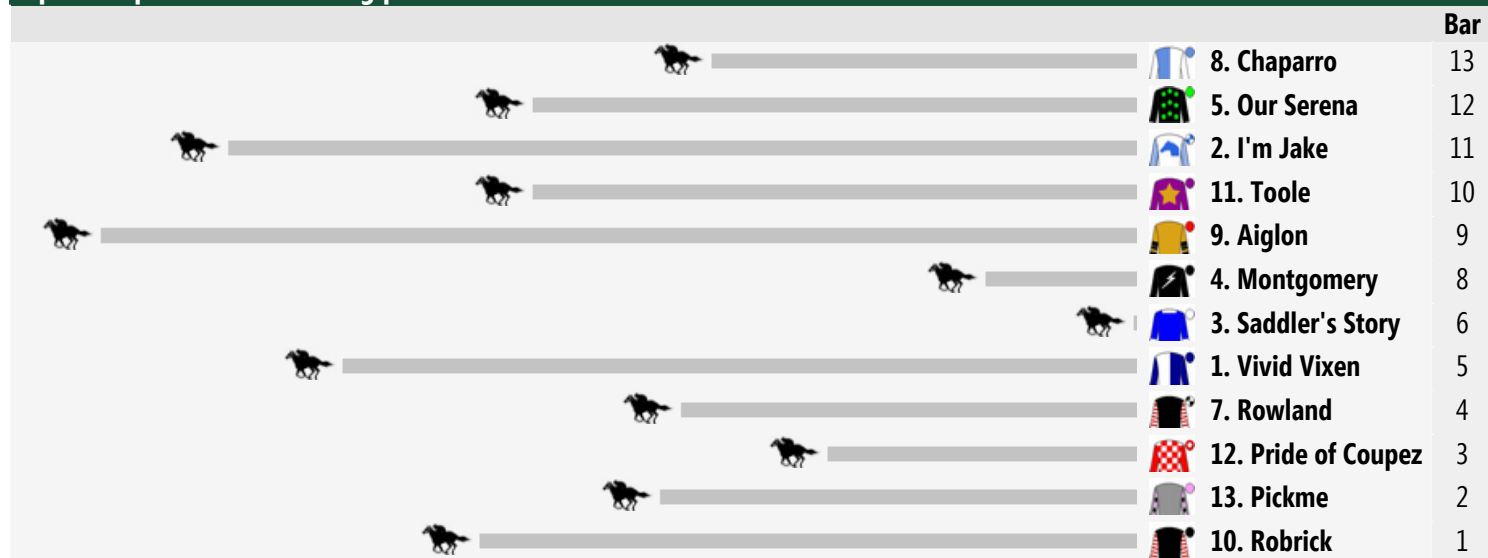 Bar
8. Chaparro 13
5. Our Serena 12
2. I'm Jake 11
11. Toole 10
9. Aiglon 9
4. Montgomery 8
3. Saddler's Story 6
1. Vivid Vixen 5
7. Rowland 4
12. Pride of Coupez 3
13. Pickme 2
10. Robrick 1